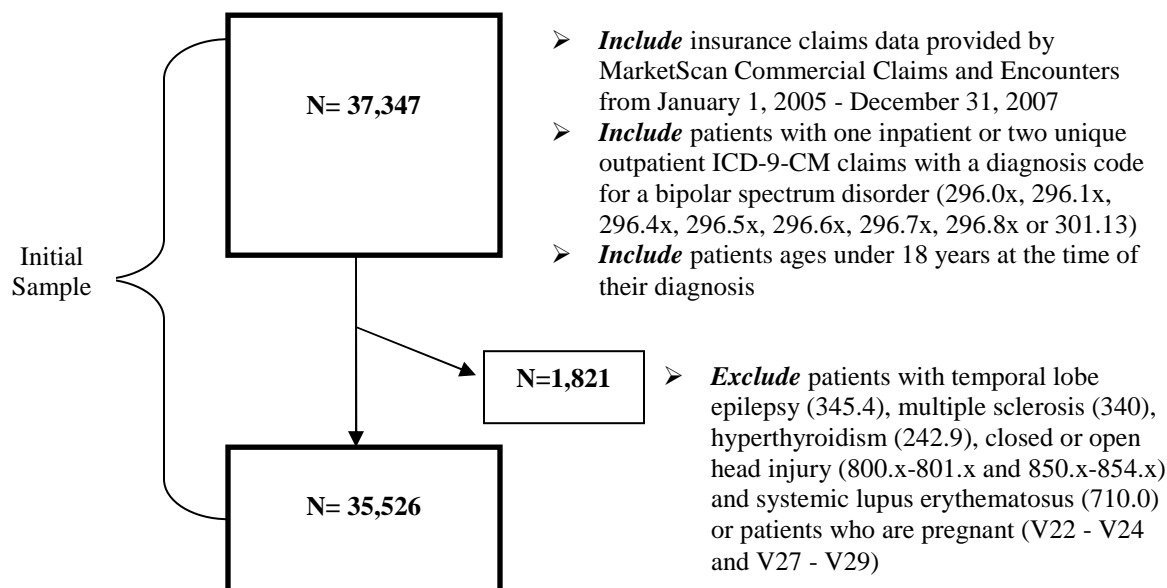 N= 37,347
➢ Include insurance claims data provided by
MarketScan Commercial Claims and Encounters
from January 1, 2005 - December 31, 2007
➢ Include patients with one inpatient or two unique
outpatient ICD-9-CM claims with a diagnosis code
for a bipolar spectrum disorder (296.0x, 296.1x,
296.4x, 296.5x, 296.6x, 296.7x, 296.8x or 301.13)
➢ Include patients ages under 18 years at the time of
their diagnosis
Initial
Sample
N=1,821
➢ Exclude patients with temporal lobe
epilepsy (345.4), multiple sclerosis (340),
hyperthyroidism (242.9), closed or open
head injury (800.x-801.x and 850.x-854.x)
and systemic lupus erythematosus (710.0)
or patients who are pregnant (V22 - V24
and V27 - V29)
N= 35,526